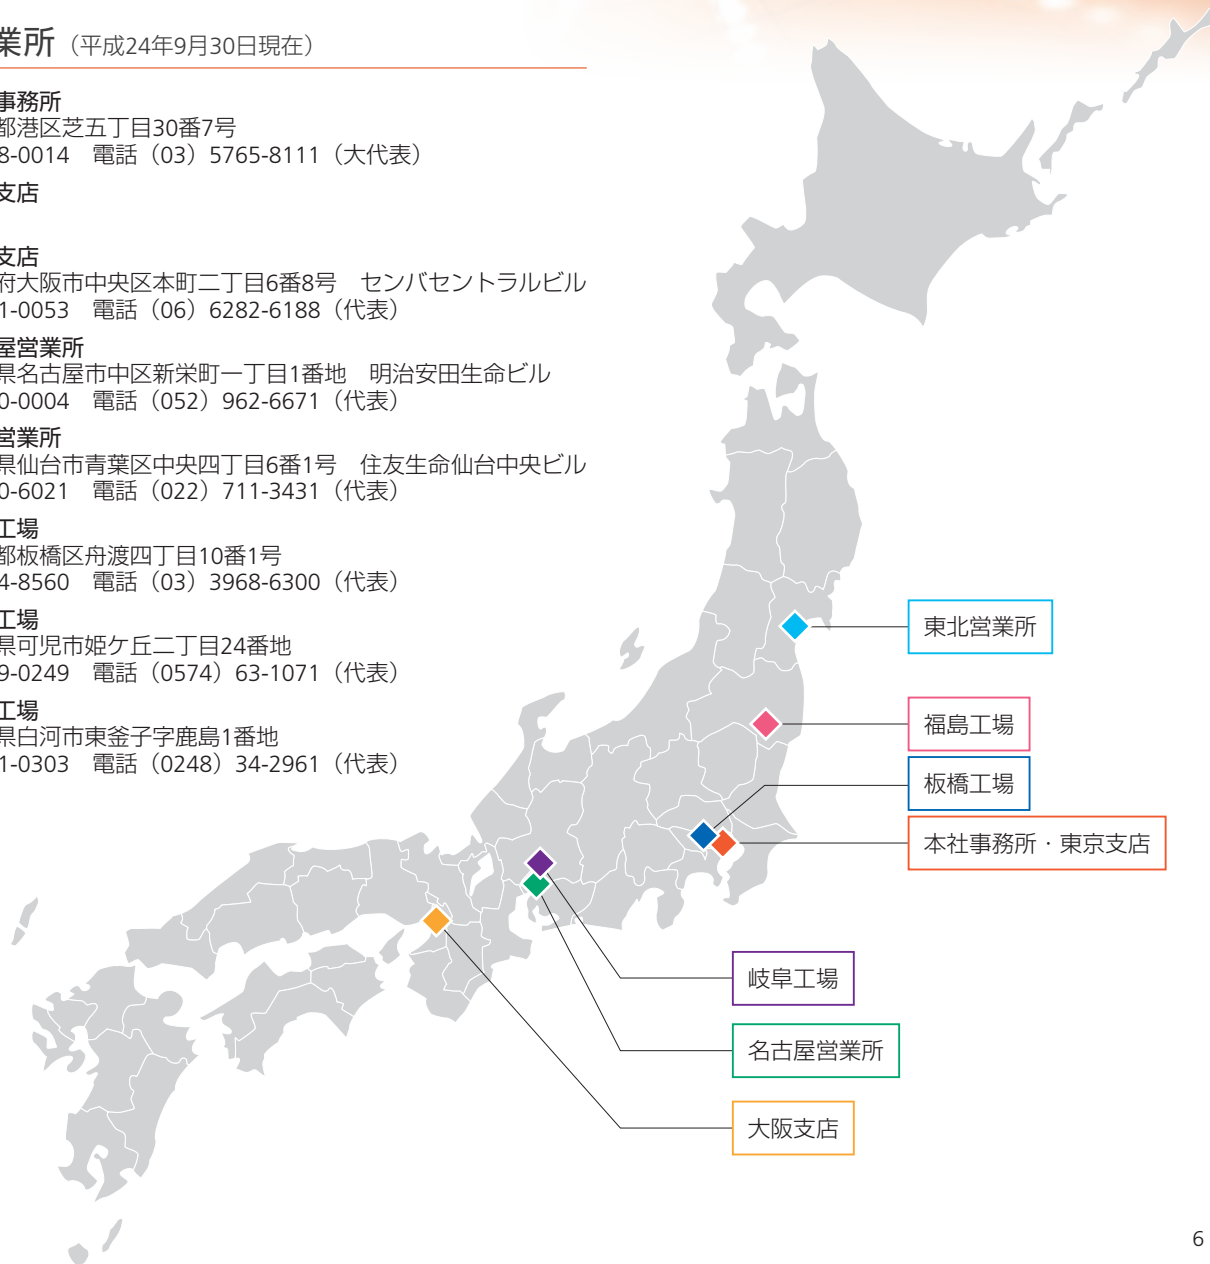 業所（平成24年9月30日現在）
事務所
都港区芝五丁目30番7号
8-0014　電話（03）5765-8111（大代表）
支店
支店
府大阪市中央区本町二丁目6番8号　センバセントラルビル
1-0053　電話（06）6282-6188（代表）
屋営業所
県名古屋市中区新栄町一丁目1番地　明治安田生命ビル
0-0004　電話（052）962-6671（代表）
営業所
県仙台市青葉区中央四丁目6番1号　住友生命仙台中央ビル
0-6021　電話（022）711-3431（代表）
工場
都板橋区舟渡四丁目10番1号
4-8560　電話（03）3968-6300（代表）
工場
県可児市姫ケ丘二丁目24番地
9-0249　電話（0574）63-1071（代表）
工場
県白河市東釜子字鹿島1番地
1-0303　電話（0248）34-2961（代表）
東北営業所
福島工場
板橋工場
本社事務所・東京支店
岐阜工場
名古屋営業所
大阪支店
6